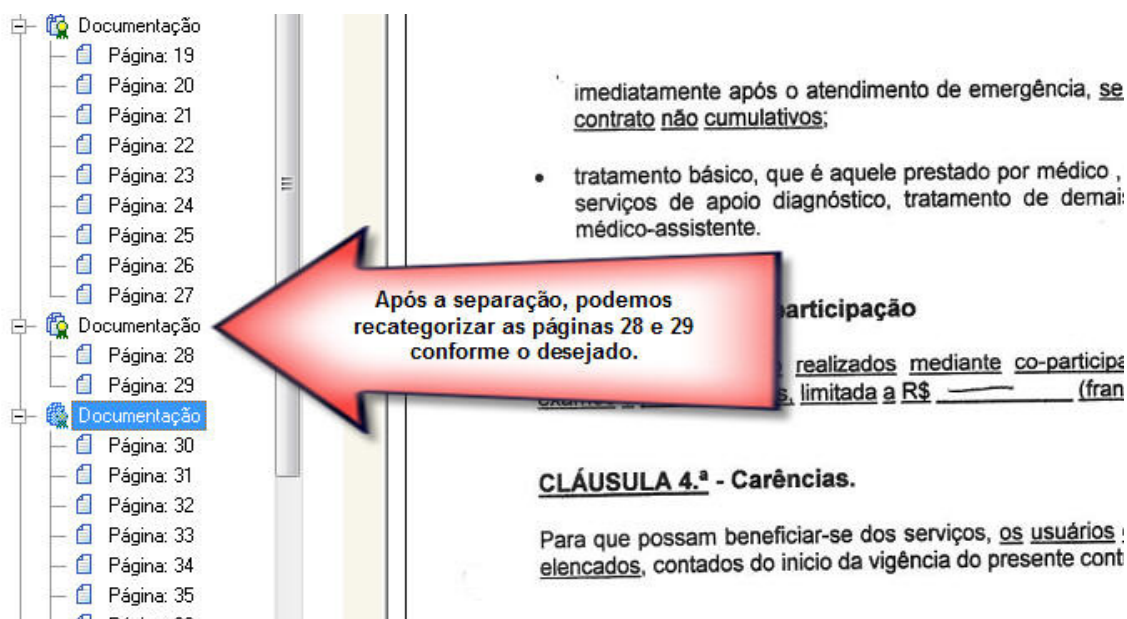 Documentação
Página: 19
Página: 20
Página: 21
Página: 22
Página: 23
Página: 24
Página: 25
Página: 26
Página: 27
Documentação
Página: 28
Página: 29
Documentação
Página: 30
Página: 31
Página: 32
Página: 33
Página: 34
Página: 35
Após a separação, podemos
recategorizar as páginas 28 e 29
conforme o desejado.
imediatamente após o atendimento de emergência, se
contrato não cumulativos;
• tratamento básico, que é aquele prestado por médico ,
serviços de apoio diagnóstico, tratamento de demais
médico-assistente.
articipação
realizados mediante co-participa
limitada a R$ (fran
CLÁUSULA 4.ª - Carências.
Para que possam beneficiar-se dos serviços, os usuários
elencados, contados do inicio da vigência do presente cont